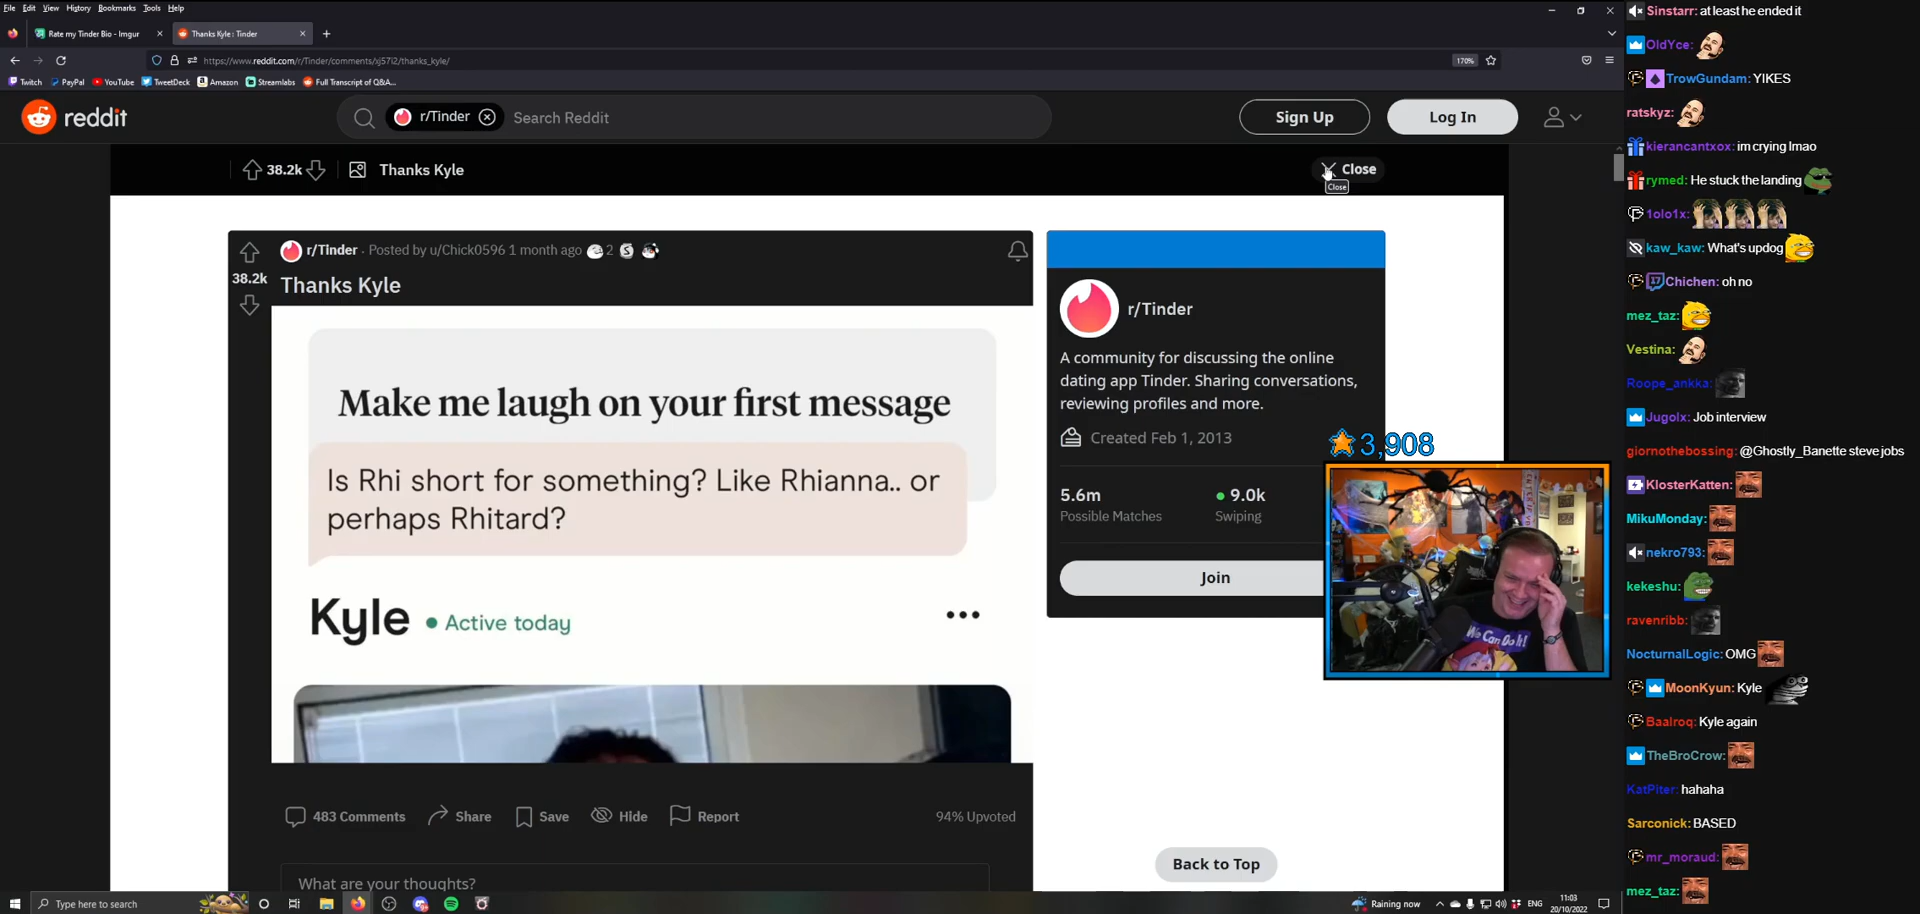 File Edit View History Bookmarks Tools Help
Rate my Tinder Bio - Imgur
Thanks Kyle : Tinder
https://www.reddit.com/r/Tinder/comments/xj57i2/thanks_kyle/
170%
Twitch PayPal YouTube TweetDeck Amazon Streamlabs Full Transcript of Q&A...
reddit
r/Tinder
Search Reddit
Sign Up
Log In
38.2k
Thanks Kyle
Close
Close
r/Tinder · Posted by u/Chick0596 1 month ago 2
38.2k
Thanks Kyle
Make me laugh on your first message
Is Rhi short for something? Like Rhianna.. or
perhaps Rhitard?
Kyle
Active today
483 Comments
Share
Save
Hide
Report
94% Upvoted
What are your thoughts?
r/Tinder
A community for discussing the online
dating app Tinder. Sharing conversations,
reviewing profiles and more.
Created Feb 1, 2013
5.6m
Possible Matches
9.0k
Swiping
Join
Back to Top
3,908
We Can Do It!
Sinstarr: at least he ended it
OldYce:
TrowGundam: YIKES
ratskyz:
kierancantxox: im crying lmao
rymed: He stuck the landing
1olo1x:
kaw_kaw: What's updog
Chichen: oh no
mez_taz:
Vestina:
Roope_ankka:
Jugolx: Job interview
giornothebossing: @Ghostly_Banette steve jobs
KlosterKatten:
MikuMonday:
nekro793:
kekeshu:
ravenribb:
NocturnalLogic: OMG
MoonKyun: Kyle
Baalroq: Kyle again
TheBroCrow:
KatPiter: hahaha
Sarconick: BASED
mr_moraud:
mez_taz:
Type here to search
Raining now
ENG
11:03
20/10/2022